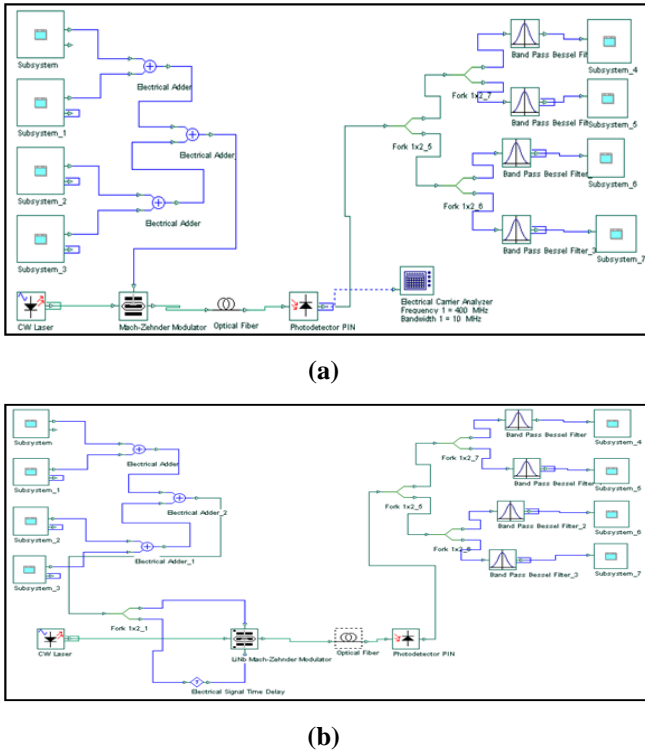 Subsystem
Subsystem_1
Subsystem_2
Subsystem_3
Electrical Adder
Electrical Adder
Electrical Adder
CW Laser
Mach-Zehnder Modulator
Optical Fiber
Photodetector PIN
Electrical Carrier Analyzer
Frequency 1 = 400 MHz
Bandwidth 1 = 10 MHz
Fork 1x2_5
Fork 1x2_7
Fork 1x2_6
Band Pass Bessel Filter
Subsystem_4
Band Pass Bessel Filter
Subsystem_5
Band Pass Bessel Filter_
Subsystem_6
Band Pass Bessel Filter_3
Subsystem_7
(a)
Subsystem
Subsystem_1
Subsystem_2
Subsystem_3
Electrical Adder
Electrical Adder_2
Electrical Adder_1
CW Laser
Fork 1x2_1
LiNb Mach-Zehnder Modulator
Electrical Signal Time Delay
Optical Fiber
Photodetector PIN
Fork 1x2_5
Fork 1x2_7
Fork 1x2_6
Band Pass Bessel Filter
Subsystem_4
Band Pass Bessel Filter
Subsystem_5
Band Pass Bessel Filter_2
Subsystem_6
Band Pass Bessel Filter_3
Subsystem_7
(b)